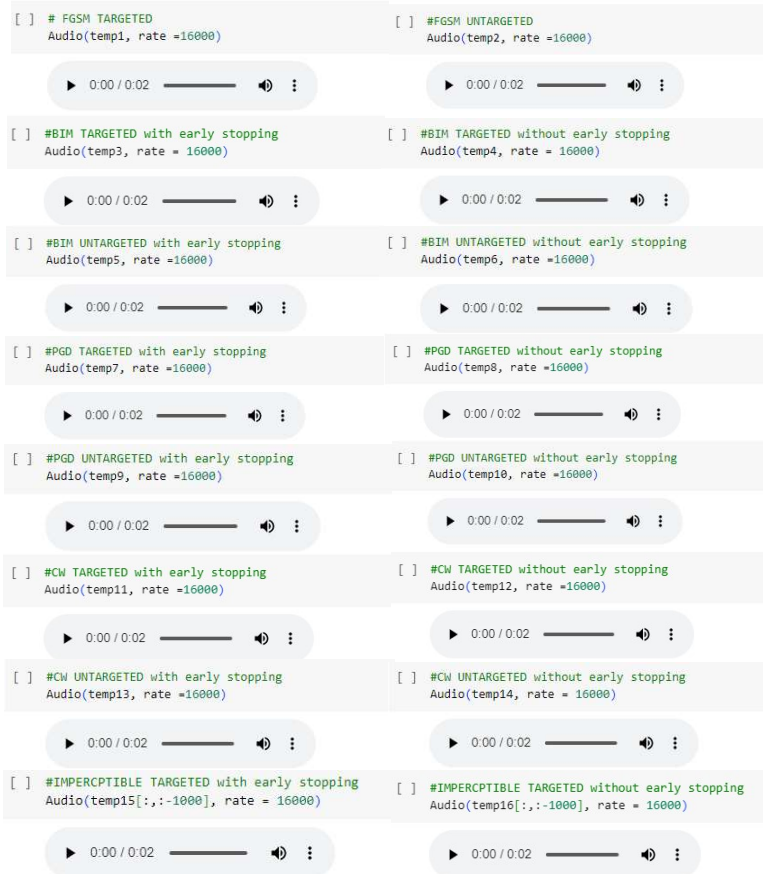 [ ] # FGSM TARGETED
Audio(temp1, rate =16000)
0:00 / 0:02
[ ] #FGSM UNTARGETED
Audio(temp2, rate =16000)
0:00 / 0:02
[ ] #BIM TARGETED with early stopping
Audio(temp3, rate = 16000)
0:00 / 0:02
[ ] #BIM TARGETED without early stopping
Audio(temp4, rate = 16000)
0:00 / 0:02
[ ] #BIM UNTARGETED with early stopping
Audio(temp5, rate =16000)
0:00 / 0:02
[ ] #BIM UNTARGETED without early stopping
Audio(temp6, rate =16000)
0:00 / 0:02
[ ] #PGD TARGETED with early stopping
Audio(temp7, rate =16000)
0:00 / 0:02
[ ] #PGD TARGETED without early stopping
Audio(temp8, rate =16000)
0:00 / 0:02
[ ] #PGD UNTARGETED with early stopping
Audio(temp9, rate =16000)
0:00 / 0:02
[ ] #PGD UNTARGETED without early stopping
Audio(temp10, rate =16000)
0:00 / 0:02
[ ] #CW TARGETED with early stopping
Audio(temp11, rate =16000)
0:00 / 0:02
[ ] #CW TARGETED without early stopping
Audio(temp12, rate =16000)
0:00 / 0:02
[ ] #CW UNTARGETED with early stopping
Audio(temp13, rate =16000)
0:00 / 0:02
[ ] #CW UNTARGETED without early stopping
Audio(temp14, rate = 16000)
0:00 / 0:02
[ ] #IMPERCPTIBLE TARGETED with early stopping
Audio(temp15[:,:-1000], rate = 16000)
0:00 / 0:02
[ ] #IMPERCPTIBLE TARGETED without early stopping
Audio(temp16[:,:-1000], rate = 16000)
0:00 / 0:02